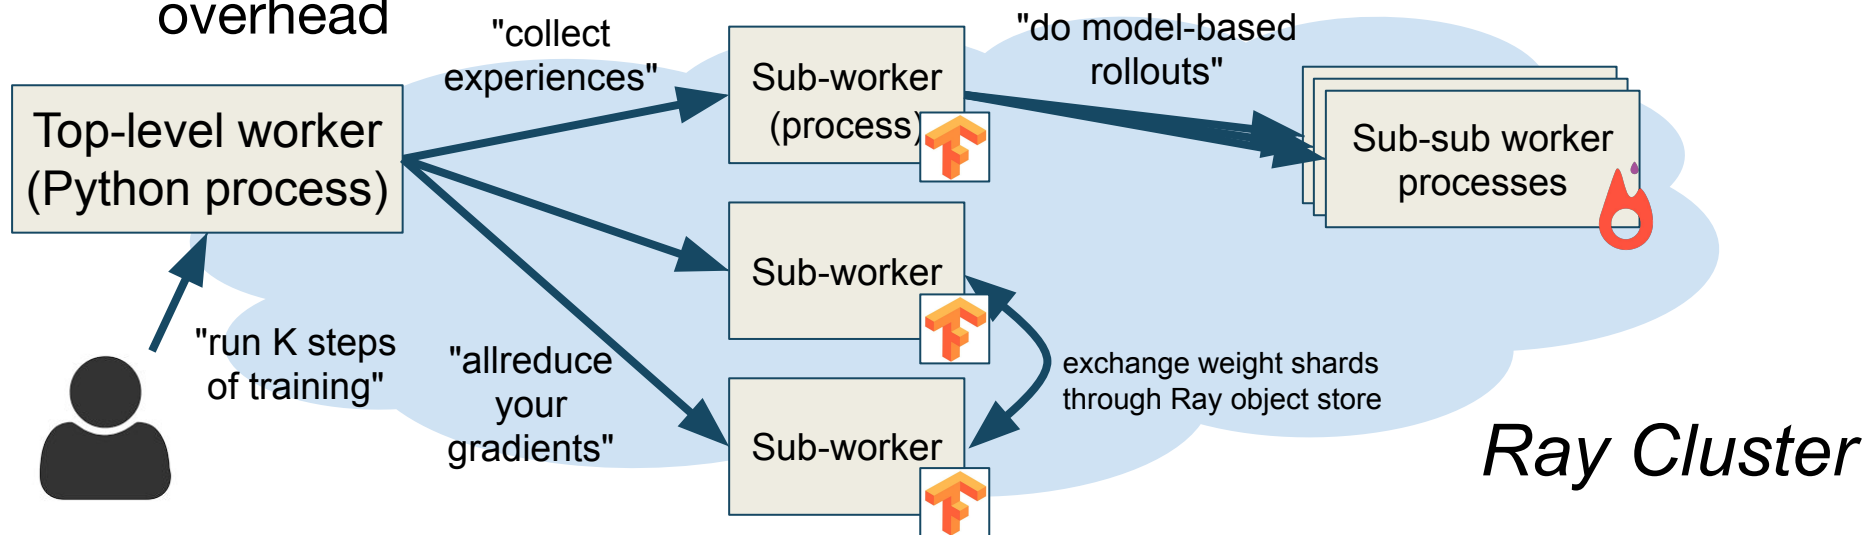 overhead
"collect
experiences"
"do model-based
rollouts"
Top-level worker
(Python process)
Sub-worker
(process)
Sub-sub worker
processes
Sub-worker
"run K steps
of training"
"allreduce
your
gradients"
exchange weight shards
through Ray object store
Sub-worker
Ray Cluster